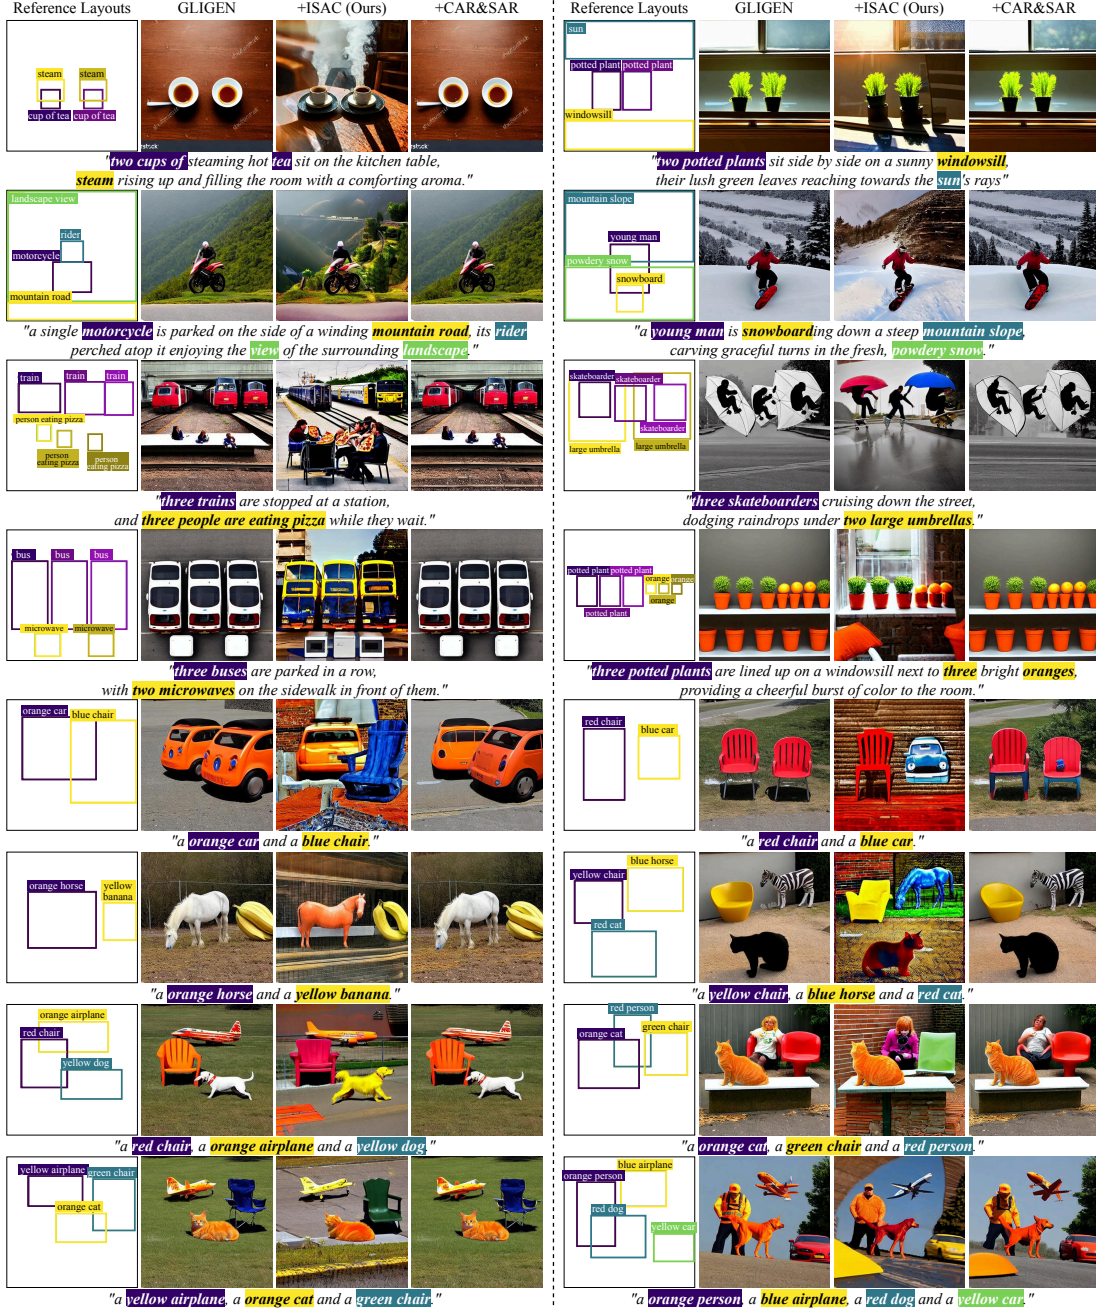 Reference Layouts GLIGEN +ISAC (Ours) +CAR&SAR
steam steam
cup of tea cup of tea
"two cups of steaming hot tea sit on the kitchen table,
steam rising up and filling the room with a comforting aroma."
landscape view
rider
motorcycle
mountain road
"a single motorcycle is parked on the side of a winding mountain road, its rider
perched atop it enjoying the view of the surrounding landscape."
train train train
person eating pizza
person
eating pizza
person
eating pizza
"three trains are stopped at a station,
and three people are eating pizza while they wait."
bus bus bus
microwave microwave
"three buses are parked in a row,
with two microwaves on the sidewalk in front of them."
orange car blue chair
"a orange car and a blue chair."
orange horse yellow
banana
"a orange horse and a yellow banana."
orange airplane
red chair
yellow dog
"a red chair, a orange airplane and a yellow dog."
yellow airplane green chair
orange cat
"a yellow airplane, a orange cat and a green chair."
Reference Layouts GLIGEN +ISAC (Ours) +CAR&SAR
sun
potted plant potted plant
windowsill
"two potted plants sit side by side on a sunny windowsill,
their lush green leaves reaching towards the sun's rays"
mountain slope
young man
powdery snow
snowboard
"a young man is snowboarding down a steep mountain slope,
carving graceful turns in the fresh, powdery snow."
skateboarder
skateboarder
skateboarder
large umbrella
large umbrella
"three skateboarders cruising down the street,
dodging raindrops under two large umbrellas."
potted plant potted plant
orange orange
orange
potted plant
"three potted plants are lined up on a windowsill next to three bright oranges,
providing a cheerful burst of color to the room."
red chair
blue car
"a red chair and a blue car."
blue horse
yellow chair
red cat
"a yellow chair, a blue horse and a red cat."
red person
green chair
orange cat
"a orange cat, a green chair and a red person."
blue airplane
orange person
red dog
yellow car
"a orange person, a blue airplane, a red dog and a yellow car."